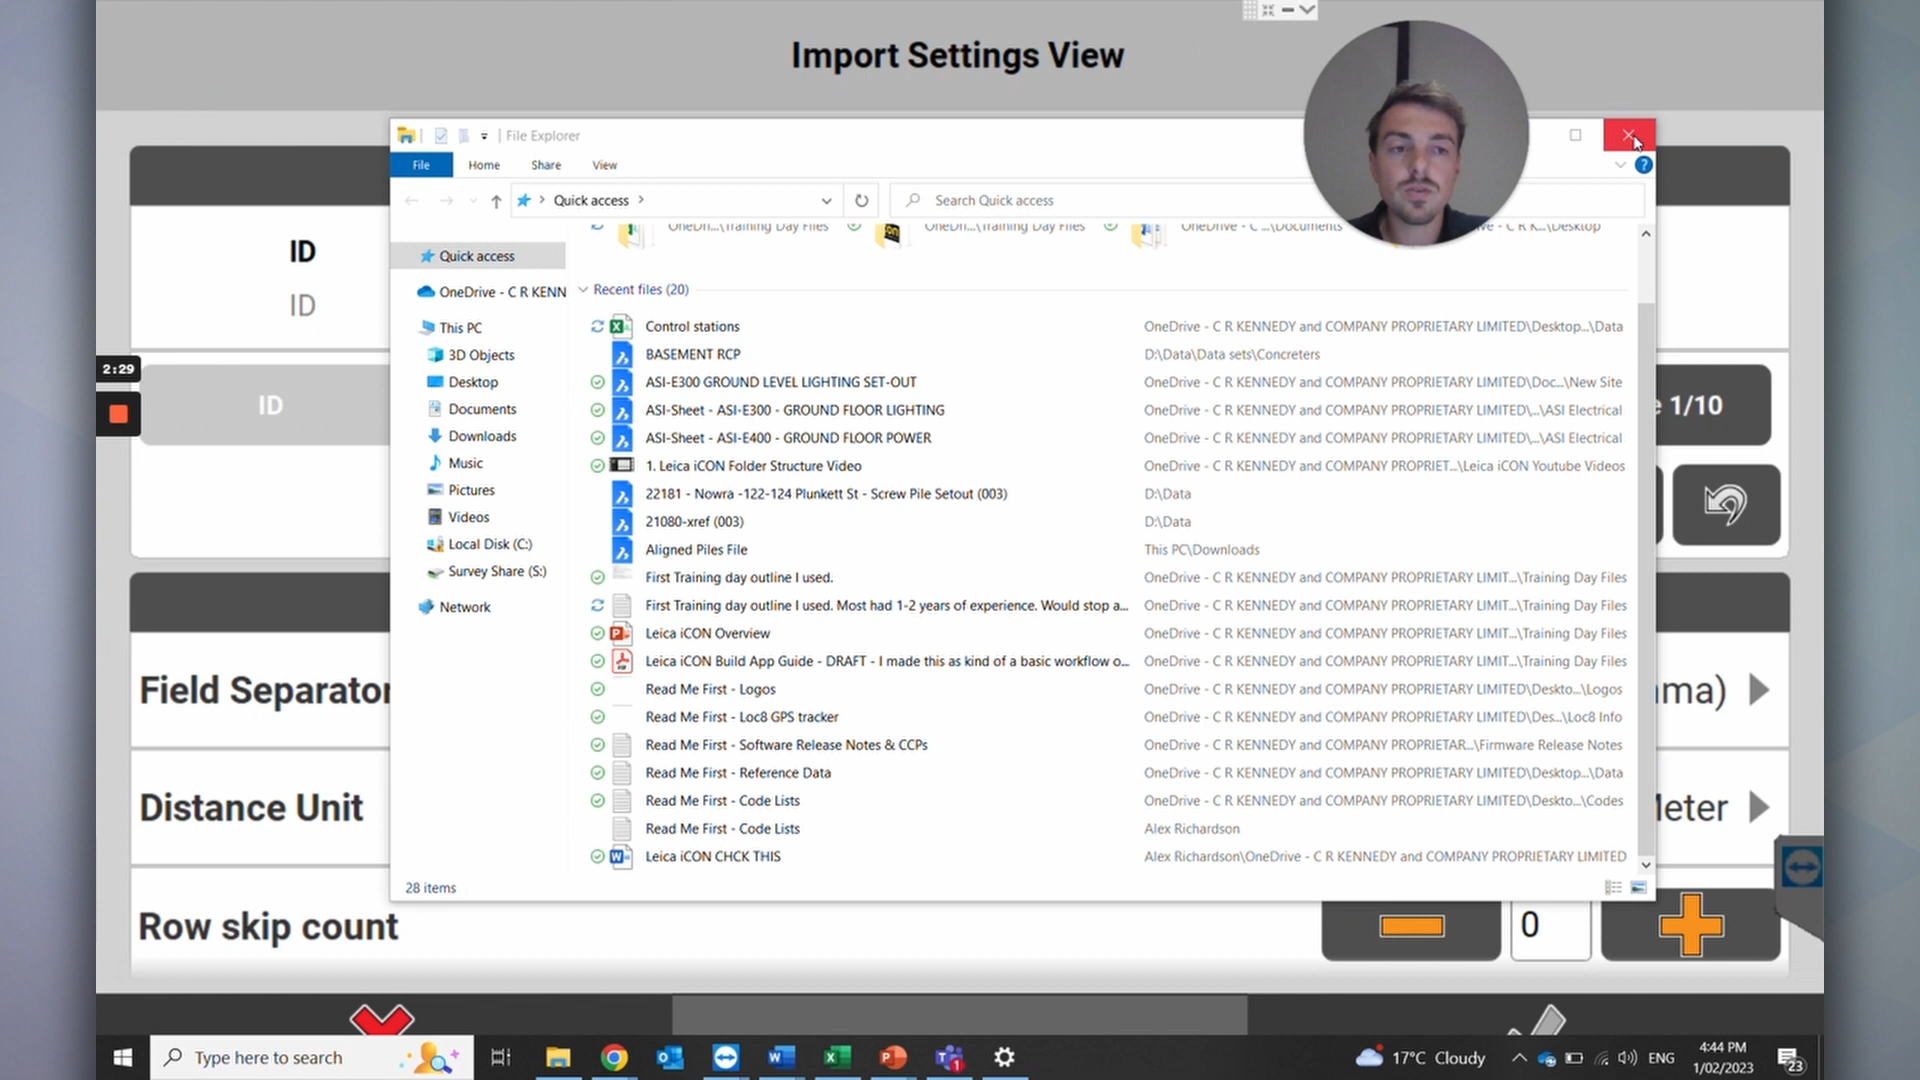 Import Settings View
File Explorer
File Home Share View
Quick access
Search Quick access
OneDri...\Training Day Files OneDri...\Training Day Files OneDrive - C ...\Documents ...ve - C R K...\Desktop
Quick access
OneDrive - C R KENN
This PC
3D Objects
Desktop
Documents
Downloads
Music
Pictures
Videos
Local Disk (C:)
Survey Share (S:)
Network
Recent files (20)
Control stations OneDrive - C R KENNEDY and COMPANY PROPRIETARY LIMITED\Desktop...\Data
BASEMENT RCP D:\Data\Data sets\Concreters
ASI-E300 GROUND LEVEL LIGHTING SET-OUT OneDrive - C R KENNEDY and COMPANY PROPRIETARY LIMITED\Doc...\New Site
ASI-Sheet - ASI-E300 - GROUND FLOOR LIGHTING OneDrive - C R KENNEDY and COMPANY PROPRIETARY LIMITED\...\ASI Electrical
ASI-Sheet - ASI-E400 - GROUND FLOOR POWER OneDrive - C R KENNEDY and COMPANY PROPRIETARY LIMITED\...\ASI Electrical
1. Leica iCON Folder Structure Video OneDrive - C R KENNEDY and COMPANY PROPRIET...\Leica iCON Youtube Videos
22181 - Nowra -122-124 Plunkett St - Screw Pile Setout (003) D:\Data
21080-xref (003) D:\Data
Aligned Piles File This PC\Downloads
First Training day outline I used. OneDrive - C R KENNEDY and COMPANY PROPRIETARY LIMIT...\Training Day Files
First Training day outline I used. Most had 1-2 years of experience. Would stop a... OneDrive - C R KENNEDY and COMPANY PROPRIETARY LIMIT...\Training Day Files
Leica iCON Overview OneDrive - C R KENNEDY and COMPANY PROPRIETARY LIMIT...\Training Day Files
Leica iCON Build App Guide - DRAFT - I made this as kind of a basic workflow o... OneDrive - C R KENNEDY and COMPANY PROPRIETARY LIMIT...\Training Day Files
Read Me First - Logos OneDrive - C R KENNEDY and COMPANY PROPRIETARY LIMITED\Deskto...\Logos
Read Me First - Loc8 GPS tracker OneDrive - C R KENNEDY and COMPANY PROPRIETARY LIMITED\Des...\Loc8 Info
Read Me First - Software Release Notes & CCPs OneDrive - C R KENNEDY and COMPANY PROPRIETAR...\Firmware Release Notes
Read Me First - Reference Data OneDrive - C R KENNEDY and COMPANY PROPRIETARY LIMITED\Desktop...\Data
Read Me First - Code Lists OneDrive - C R KENNEDY and COMPANY PROPRIETARY LIMITED\Deskto...\Codes
Read Me First - Code Lists Alex Richardson
Leica iCON CHCK THIS Alex Richardson\OneDrive - C R KENNEDY and COMPANY PROPRIETARY LIMITED
28 items
ID
ID
2:29
ID
1/10
Field Separator
ma)
Distance Unit
Meter
Row skip count
0
Type here to search
17°C Cloudy
ENG
4:44 PM
1/02/2023
23
1